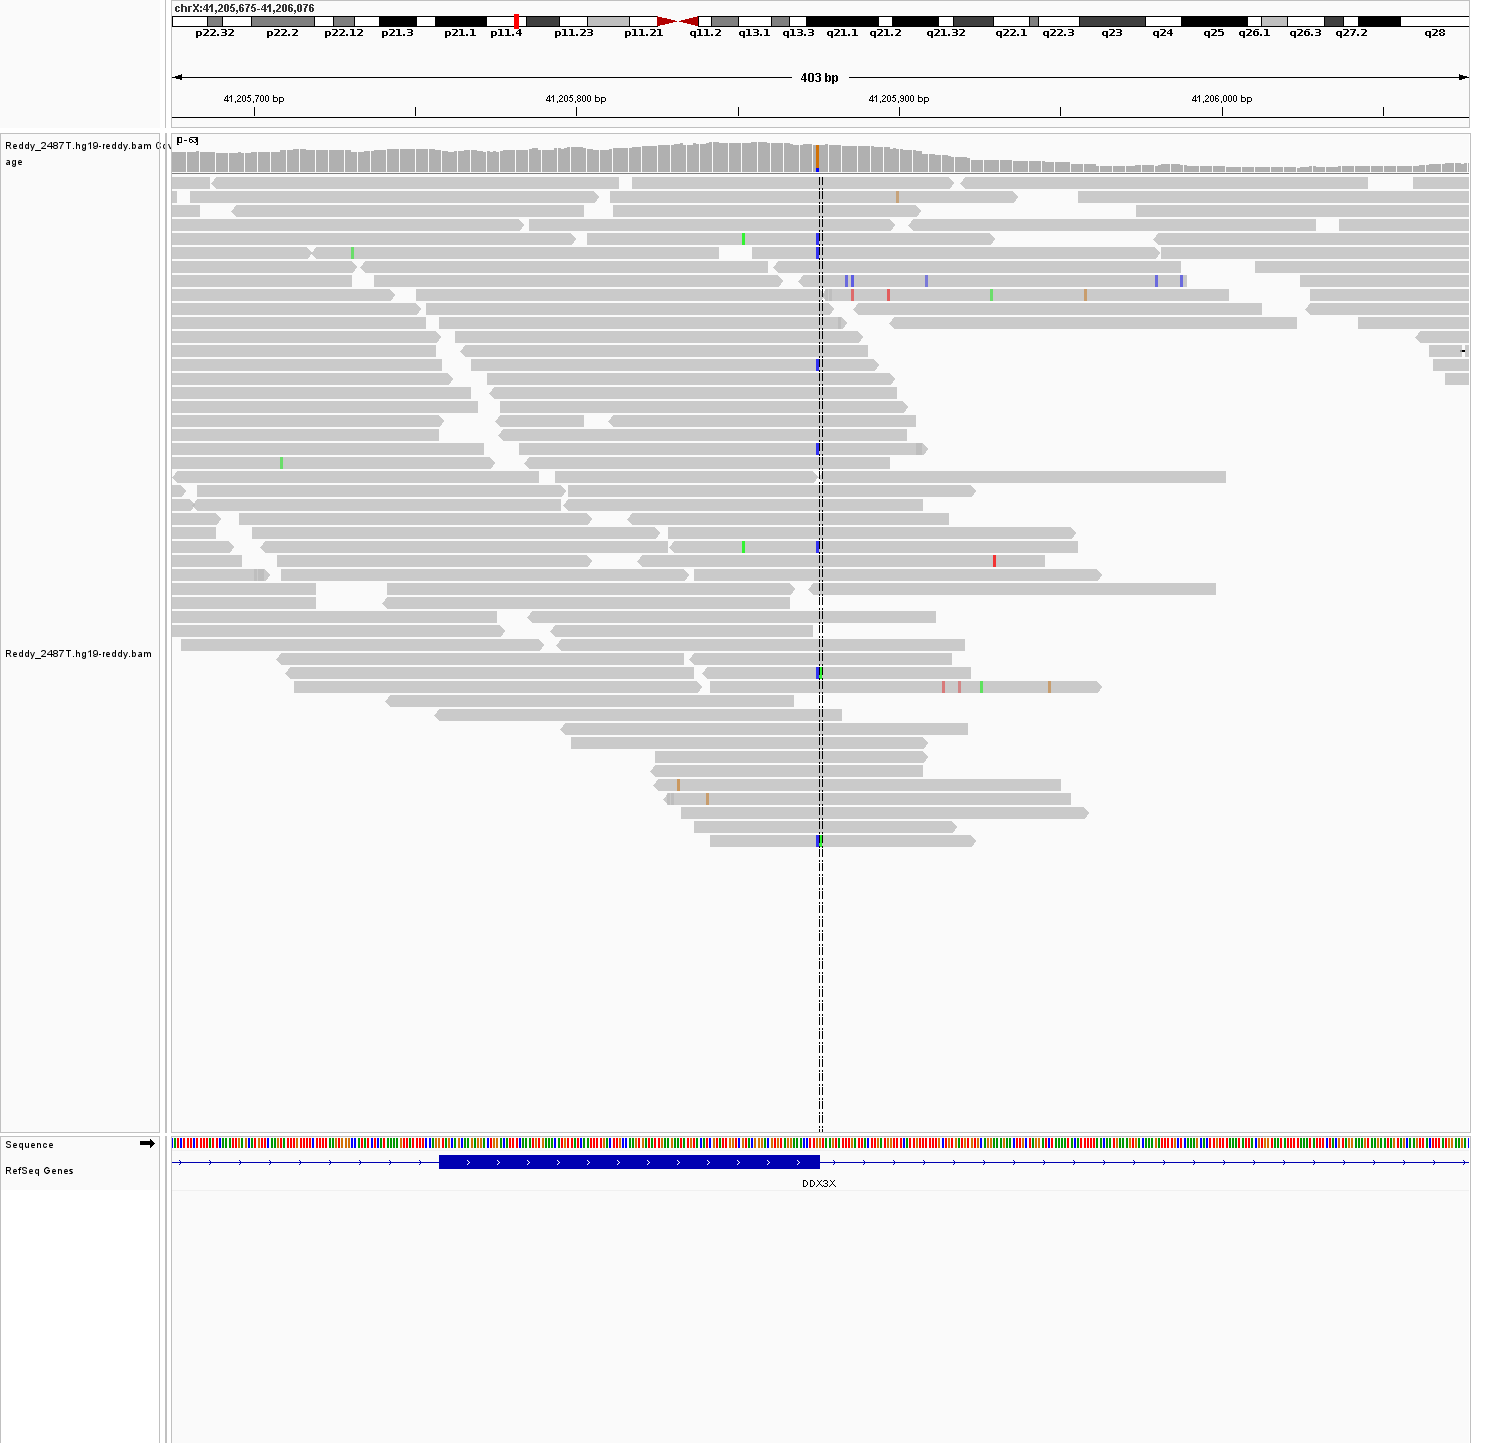 chrX:41,205,675-41,206,076
p22.32 p22.2 p22.12 p21.3 p21.1 p11.4 p11.23 p11.21 q11.2 q13.1 q13.3 q21.1 q21.2 q21.32 q22.1 q22.3 q23 q24 q25 q26.1 q26.3 q27.2 q28
403 bp
41,205,700 bp 41,205,800 bp 41,205,900 bp 41,206,000 bp
[0-63]
Reddy_2487T.hg19-reddy.bam Cov
age
Reddy_2487T.hg19-reddy.bam
Sequence
RefSeq Genes
DDX3X